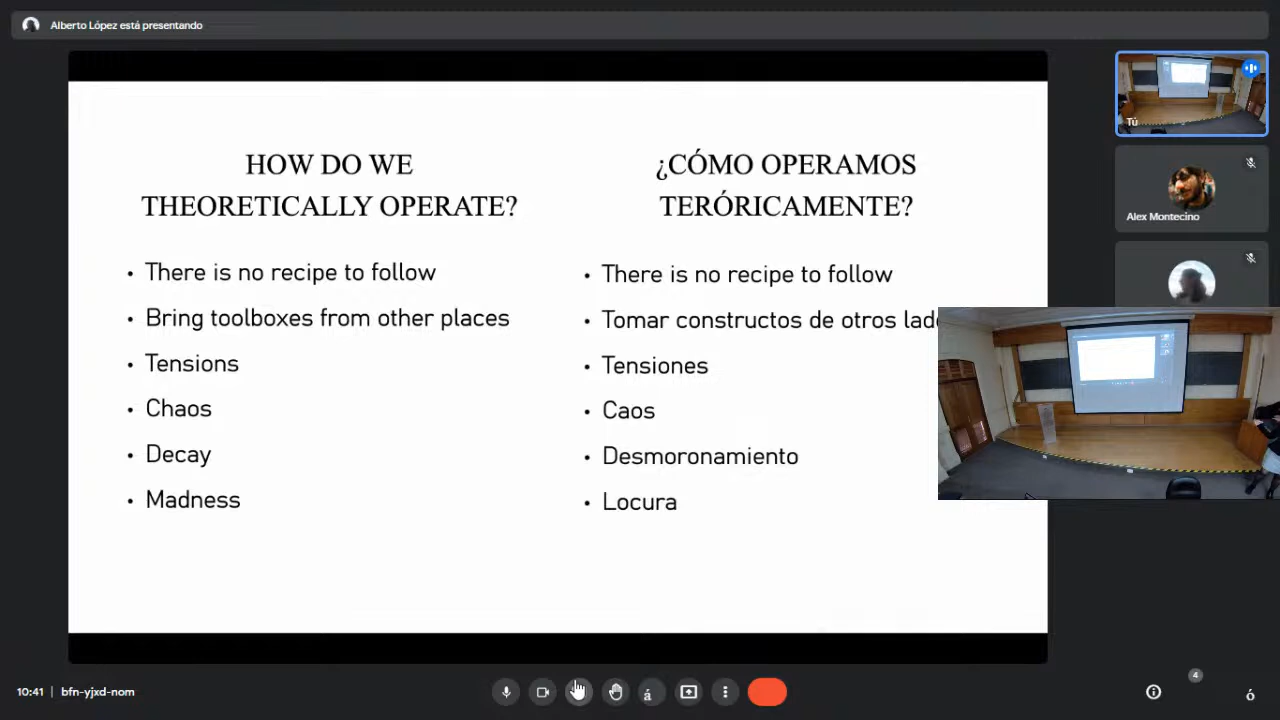 Alberto López está presentando
HOW DO WE
THEORETICALLY OPERATE?
There is no recipe to follow
Bring toolboxes from other places
Tensions
Chaos
Decay
Madness
¿CÓMO OPERAMOS
TERÓRICAMENTE?
There is no recipe to follow
Tomar constructos de otros
Tensiones
Caos
Desmoronamiento
Locura
Tú
Alex Montecino
10:41 | bfn-yjxd-nom
á
4
ó